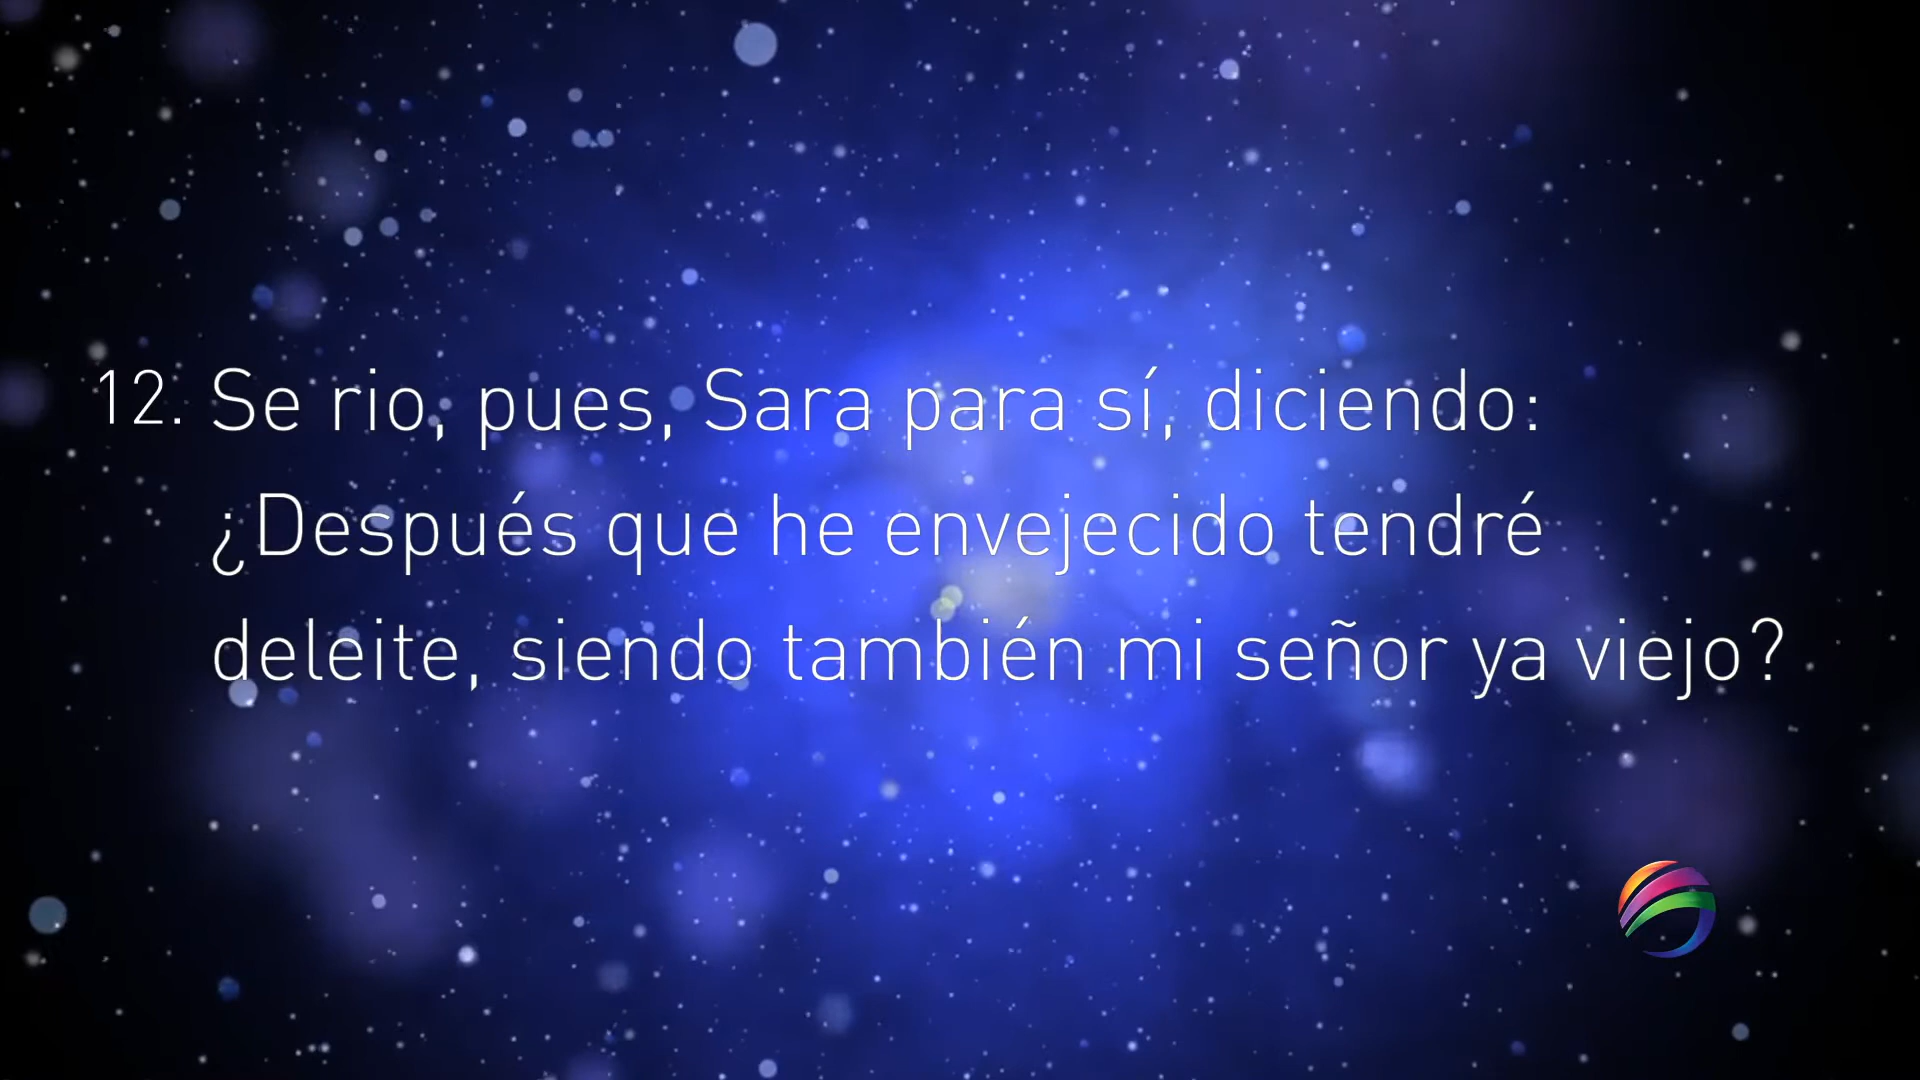 12. Se rio, pues, Sara para sí, diciendo:
¿Después que he envejecido tendré
deleite, siendo también mi señor ya viejo?